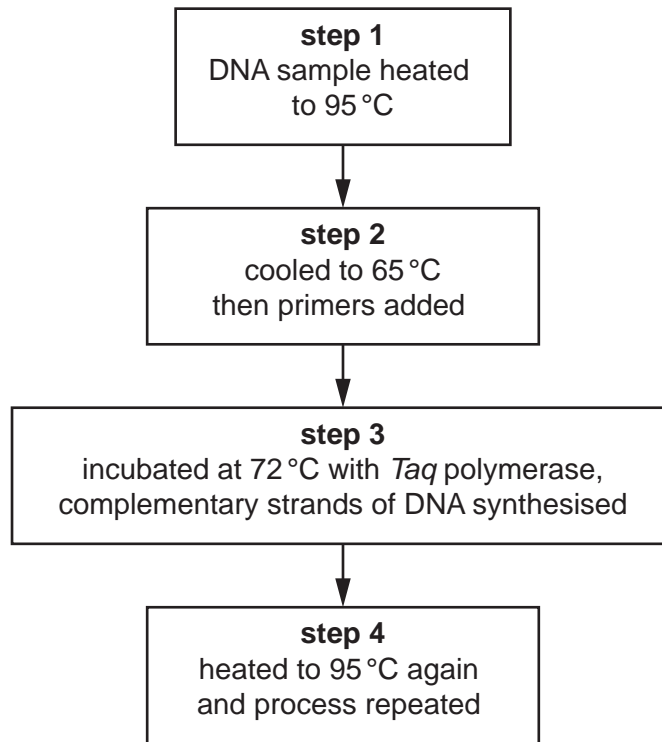 step 1
DNA sample heated
to 95 °C
step 2
cooled to 65 °C
then primers added
step 3
incubated at 72 °C with Taq polymerase,
complementary strands of DNA synthesised
step 4
heated to 95 °C again
and process repeated